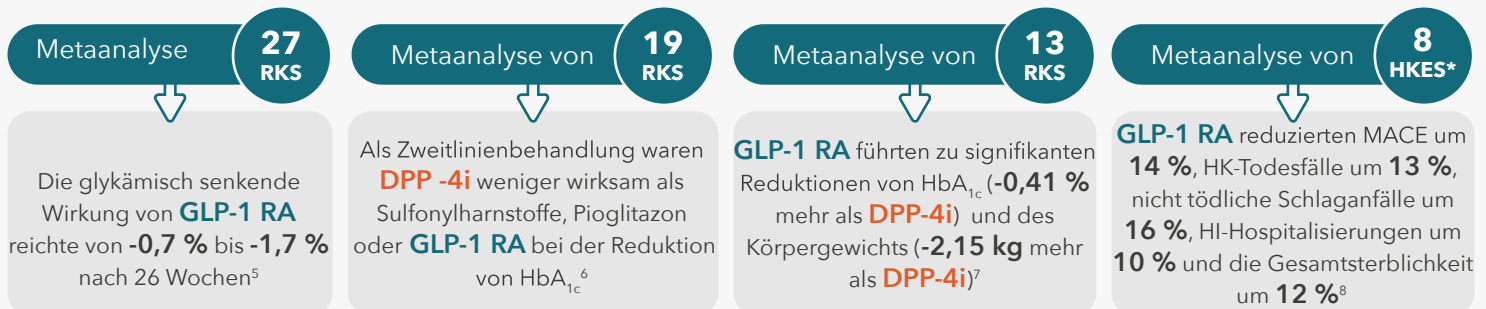 Metaanalyse
27
RKS
Die glykämisch senkende
Wirkung von GLP-1 RA
reichte von -0,7 % bis -1,7 %
nach 26 Wochen⁵
Metaanalyse von
19
RKS
Als Zweitlinienbehandlung waren
DPP -4i weniger wirksam als
Sulfonylharnstoffe, Pioglitazon
oder GLP-1 RA bei der Reduktion
von HbA₁c⁶
Metaanalyse von
13
RKS
GLP-1 RA führten zu signifikanten
Reduktionen von HbA₁c (-0,41 %
mehr als DPP-4i) und des
Körpergewichts (-2,15 kg mehr
als DPP-4i)⁷
Metaanalyse von
8
HKES*
GLP-1 RA reduzierten MACE um
14 %, HK-Todesfälle um 13 %,
nicht tödliche Schlaganfälle um
16 %, HI-Hospitalisierungen um
10 % und die Gesamtsterblichkeit
um 12 %⁸